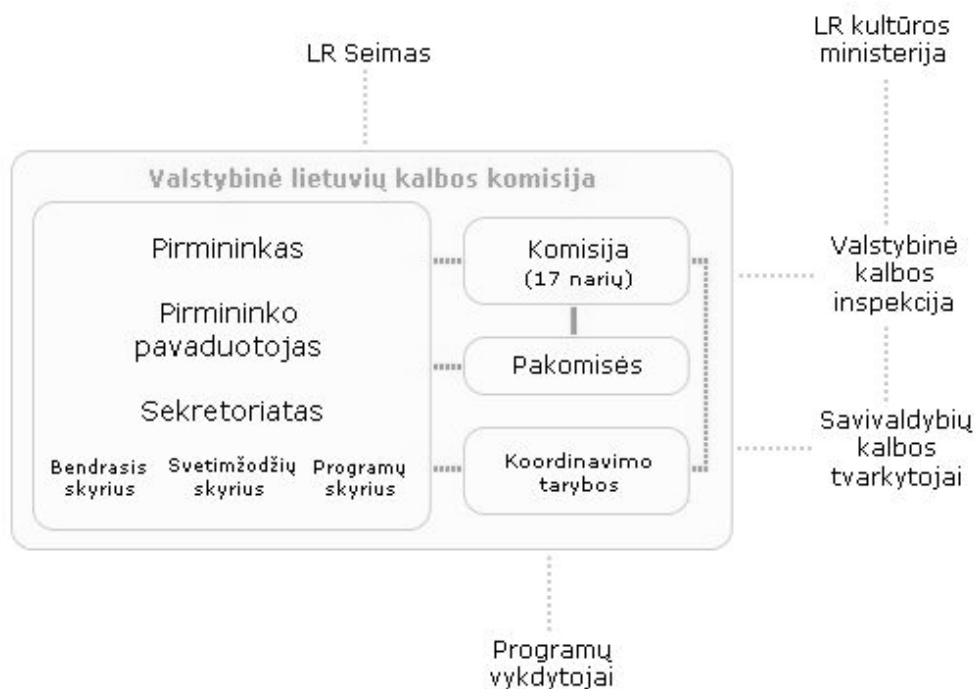 LR Seimas
LR kultūros
ministerija
Valstybinė lietuvių kalbos komisija
Pirmininkas
Pirmininko
pavaduotojas
Sekretoriatas
Bendrasis
skyrius
Svetimžodžių
skyrius
Programų
skyrius
Komisija
(17 narių)
Pakomisės
Koordinavimo
tarybos
Valstybinė
kalbos
inspekcija
Savivaldybių
kalbos
tvarkytojai
Programų
vykdytojai